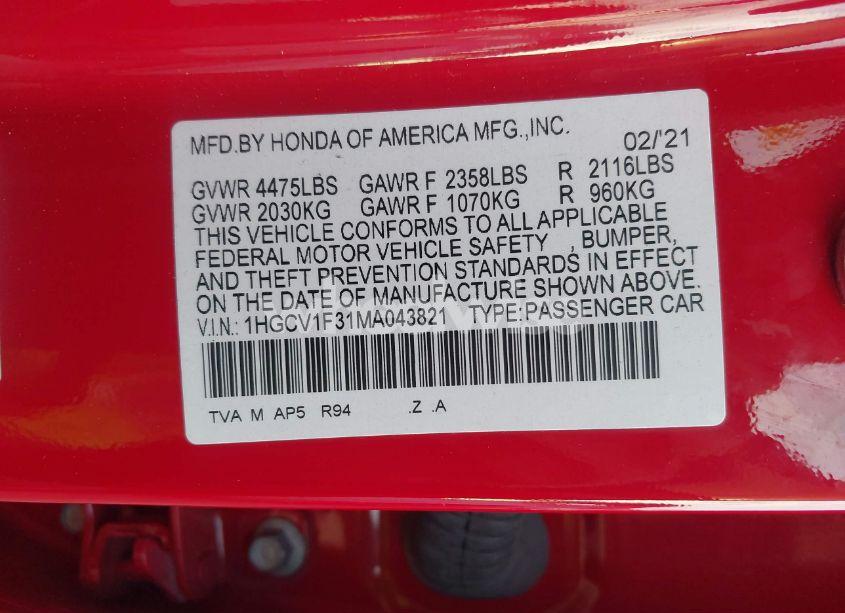 MFD.BY HONDA OF AMERICA MFG.,INC. 02/'21
GVWR 4475LBS GAWR F 2358LBS R 2116LBS
GVWR 2030KG GAWR F 1070KG R 960KG
THIS VEHICLE CONFORMS TO ALL APPLICABLE
FEDERAL MOTOR VEHICLE SAFETY , BUMPER,
AND THEFT PREVENTION STANDARDS IN EFFECT
ON THE DATE OF MANUFACTURE SHOWN ABOVE.
V.I.N.: 1HGCV1F31MA043821 TYPE:PASSENGER CAR
TVA M AP5 R94 .Z .A